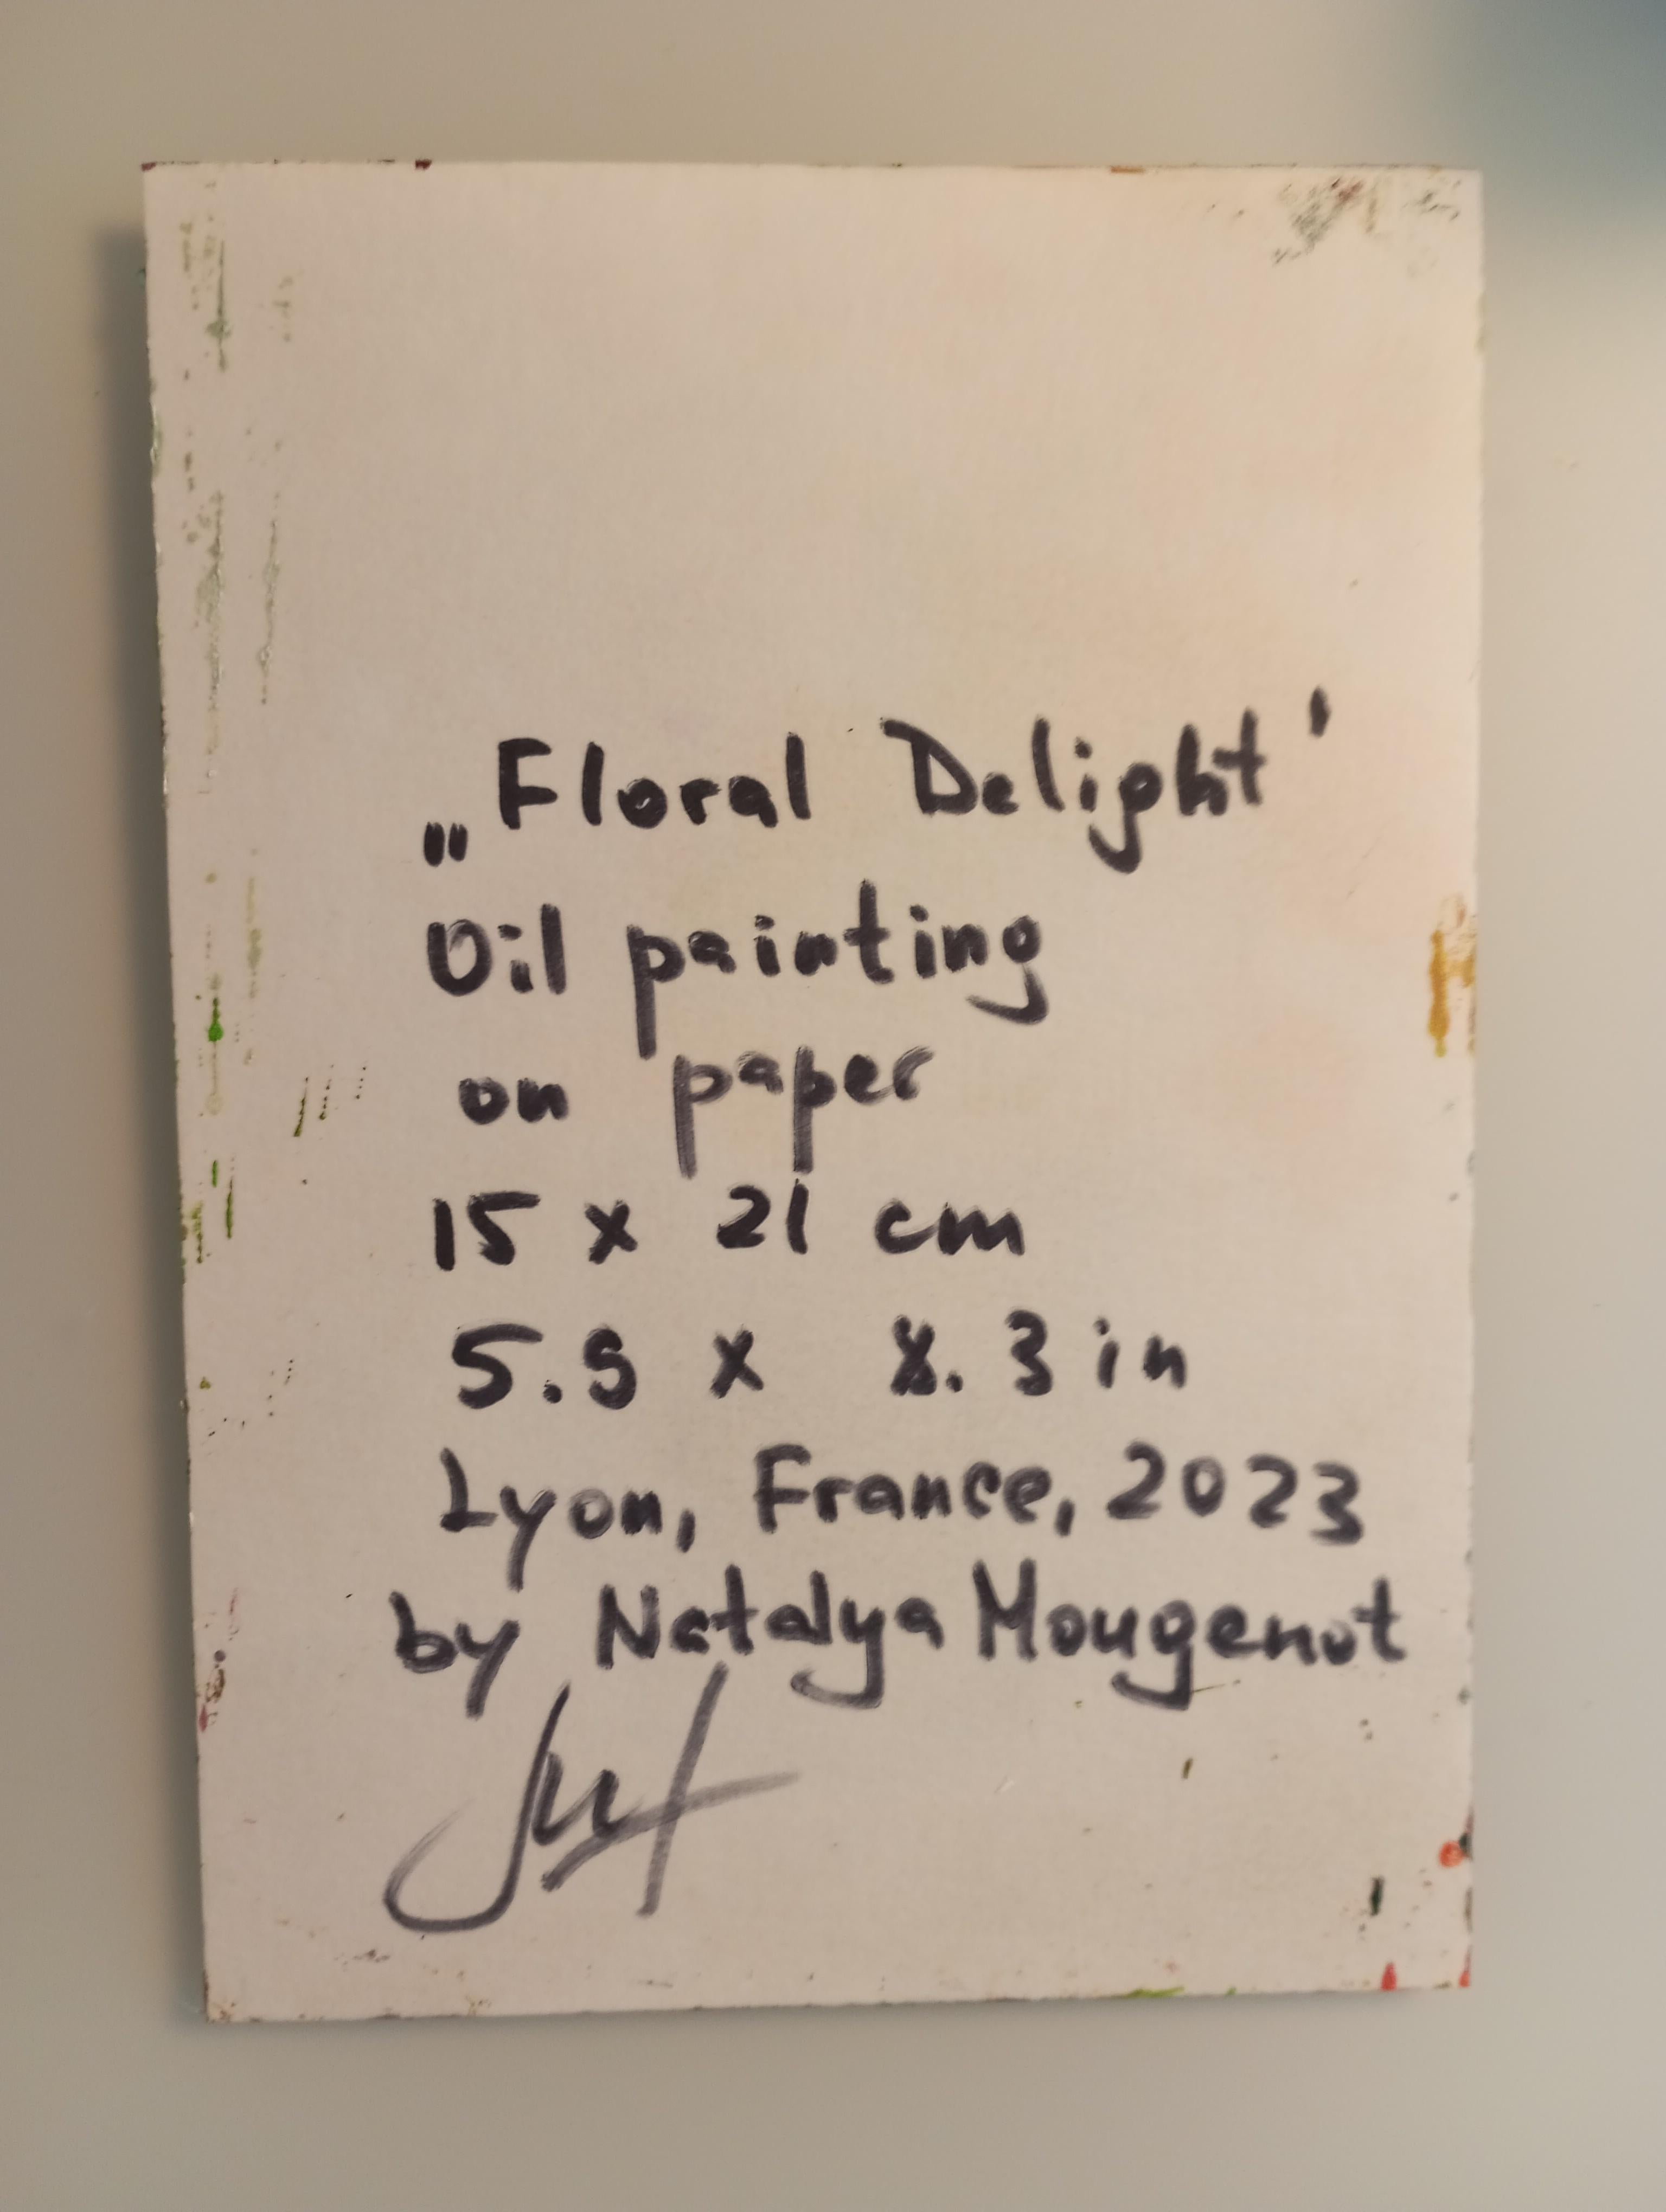 „Floral Delight'
Oil painting
on paper
15 x 21 cm
5.9 x 8.3 in
Lyon, France, 2023
by Natalya Mougenot